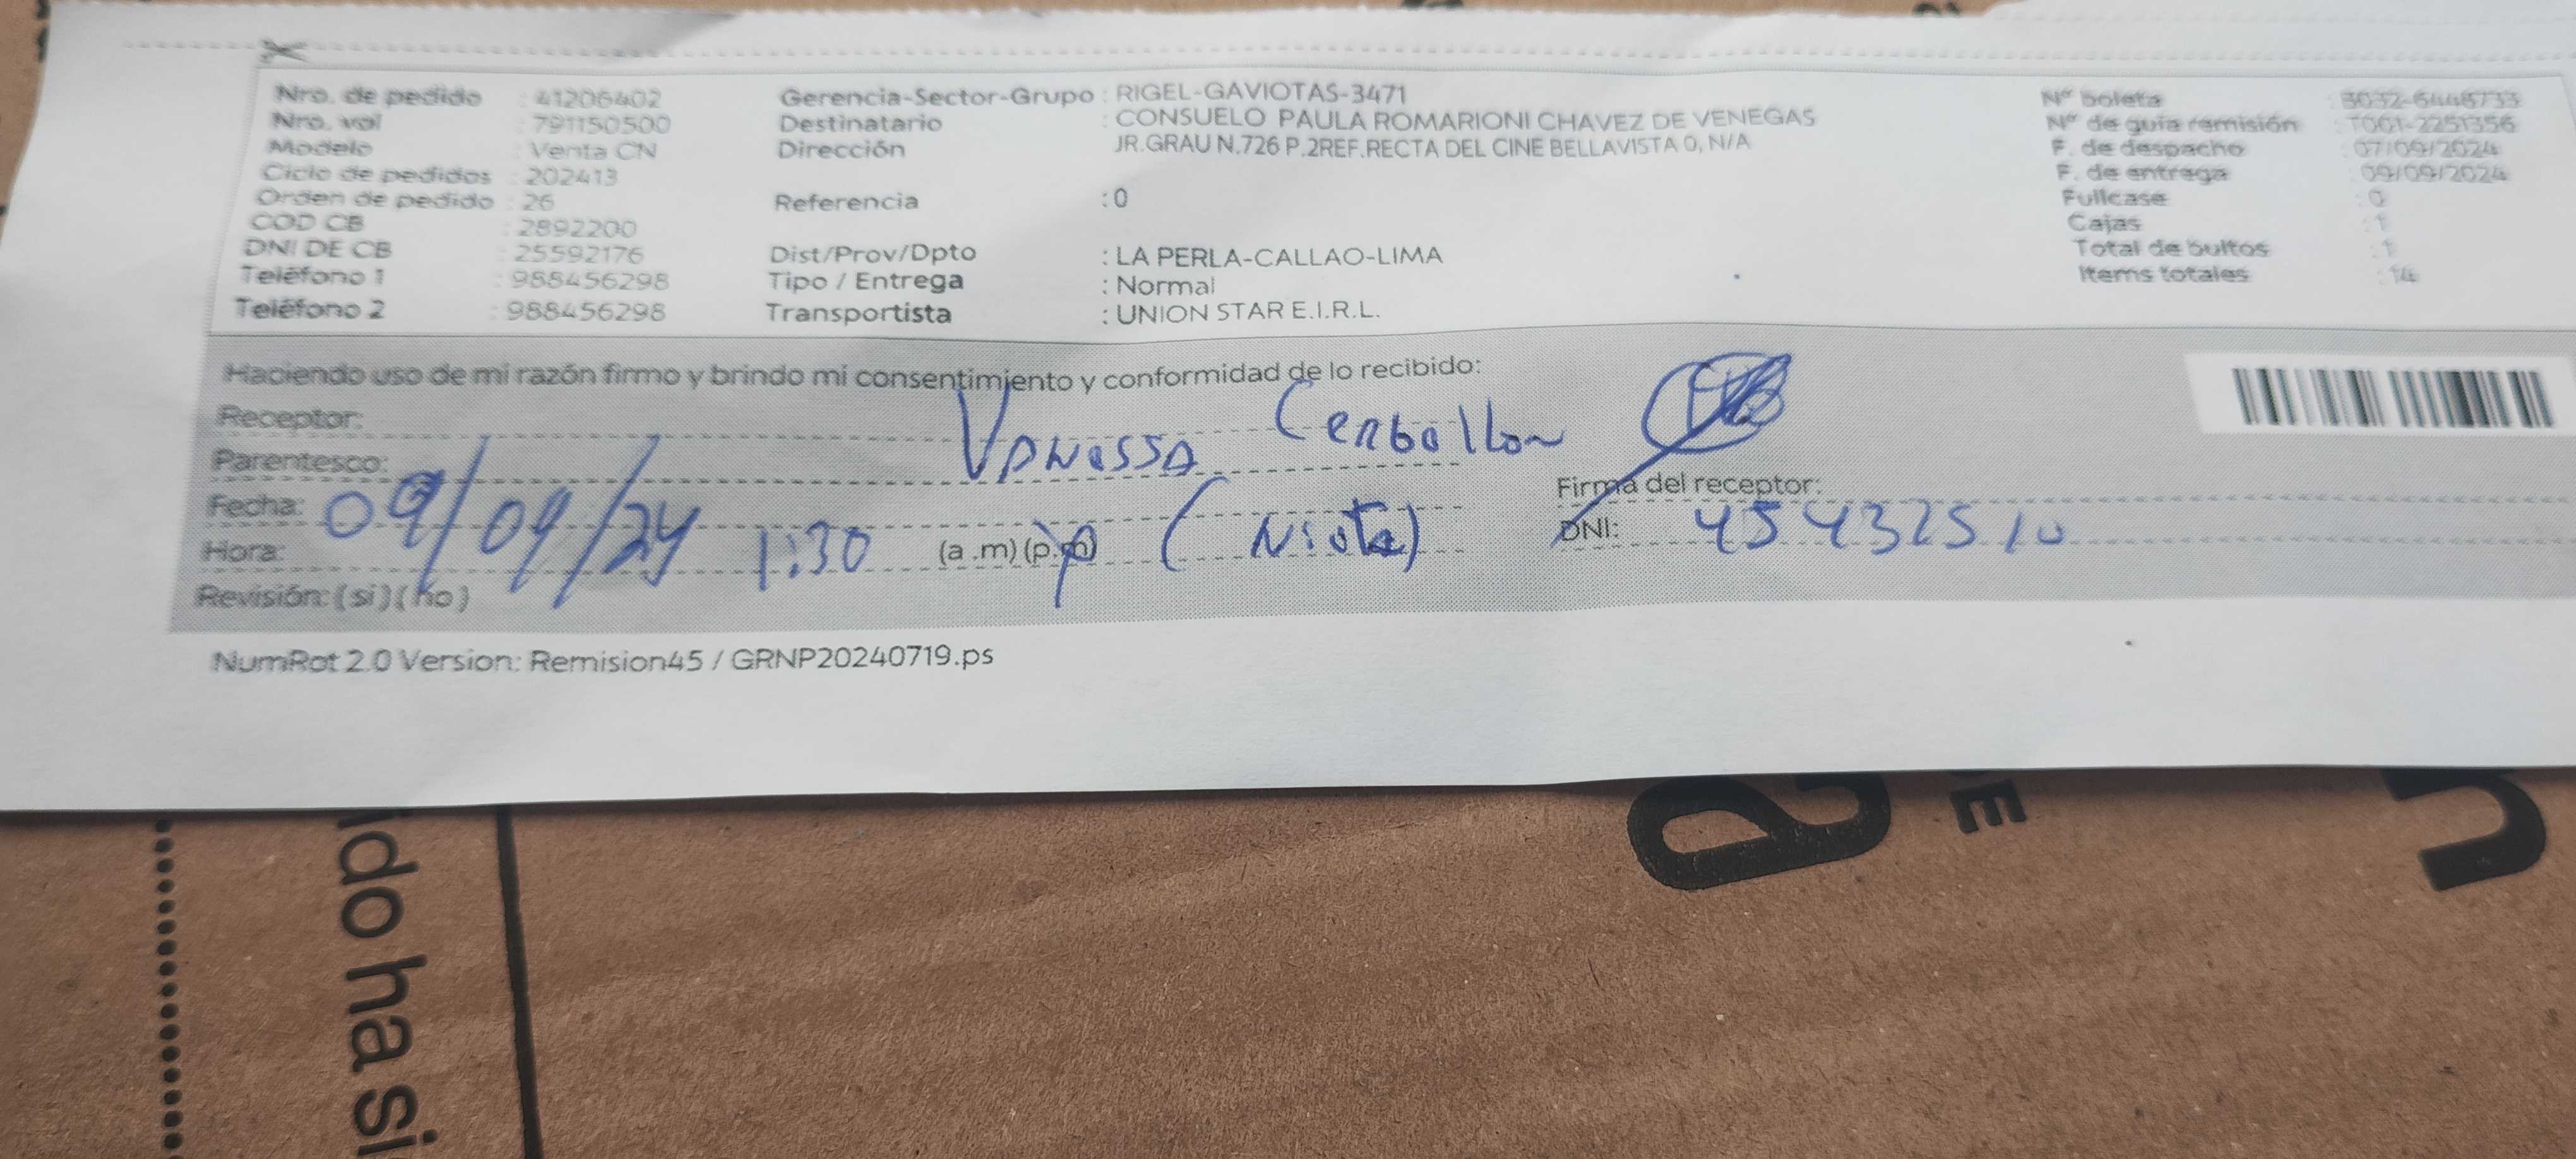 Nro. de pedido : 41206402
Nro. vol : 791150500
Modelo : Venta CN
Ciclo de pedidos : 202413
Orden de pedido : 26
COD CB : 2892200
DNI DE CB : 25592176
Teléfono 1 : 988456298
Teléfono 2 : 988456298
Gerencia-Sector-Grupo : RIGEL-GAVIOTAS-3471
Destinatario : CONSUELO PAULA ROMARIONI CHAVEZ DE VENEGAS
Dirección JR.GRAU N.726 P.2REF.RECTA DEL CINE BELLAVISTA 0, N/A
Referencia : 0
Dist/Prov/Dpto : LA PERLA-CALLAO-LIMA
Tipo / Entrega : Normal
Transportista : UNION STAR E.I.R.L.
Nº boleta
Nº de guia remisión : T001-2251356
F. de despacho : 07/09/2024
F. de entrega : 09/09/2024
Fullcase : 0
Cajas : 1
Total de bultos : 1
Items totales : 14
Haciendo uso de mi razón firmo y brindo mi consentimiento y conformidad de lo recibido:
Receptor: Vanessa
Parentesco:
Fecha: 09/09/24
Hora: 1:30 (a .m) (p.m)
(Nieta)
Revisión: (si) (no)
Firma del receptor:
DNI:
NumRot 2.0 Version: Remision45 / GRNP20240719.ps
do ha si
a
DE
n